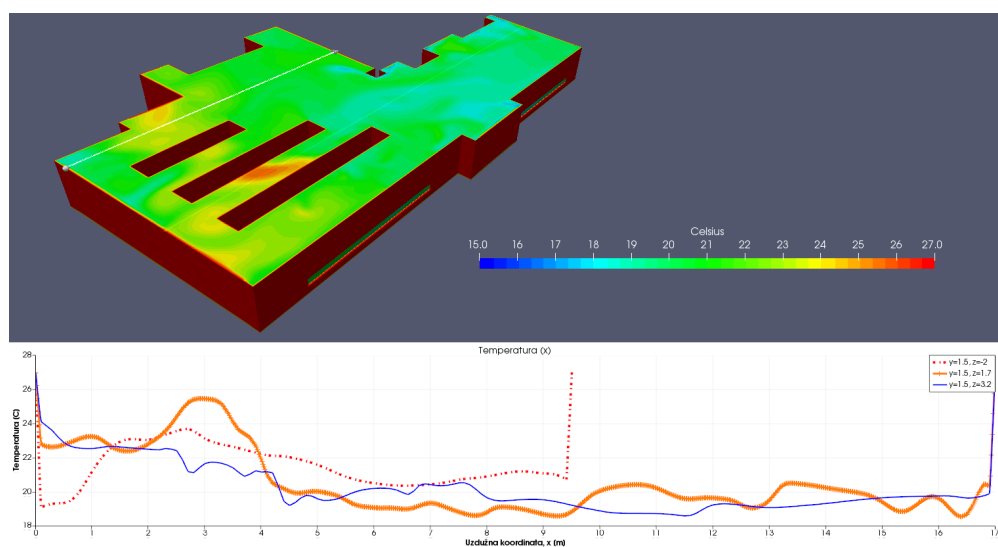 Celsius
15.0 16 17 18 19 20 21 22 23 24 25 26 27.0
Temperatura (x)
y=1.5, z=-2
y=1.5, z=1.7
y=1.5, z=3.2
Temperatura (C)
28
26
24
22
20
18
0 1 2 3 4 5 6 7 8 9 10 11 12 13 14 15 16 17
Uzdužna koordinata, x (m)